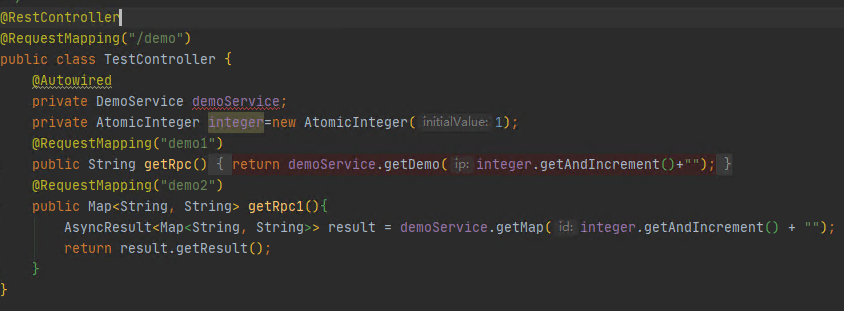 @RestController
@RequestMapping("/demo")
public class TestController {
@Autowired
private DemoService demoService;
private AtomicInteger integer=new AtomicInteger( initialValue: 1);
@RequestMapping("demo1")
public String getRpc() { return demoService.getDemo( ip: integer.getAndIncrement()+""); }
@RequestMapping("demo2")
public Map<String, String> getRpc1(){
AsyncResult<Map<String, String>> result = demoService.getMap( id: integer.getAndIncrement() + "");
return result.getResult();
}
}